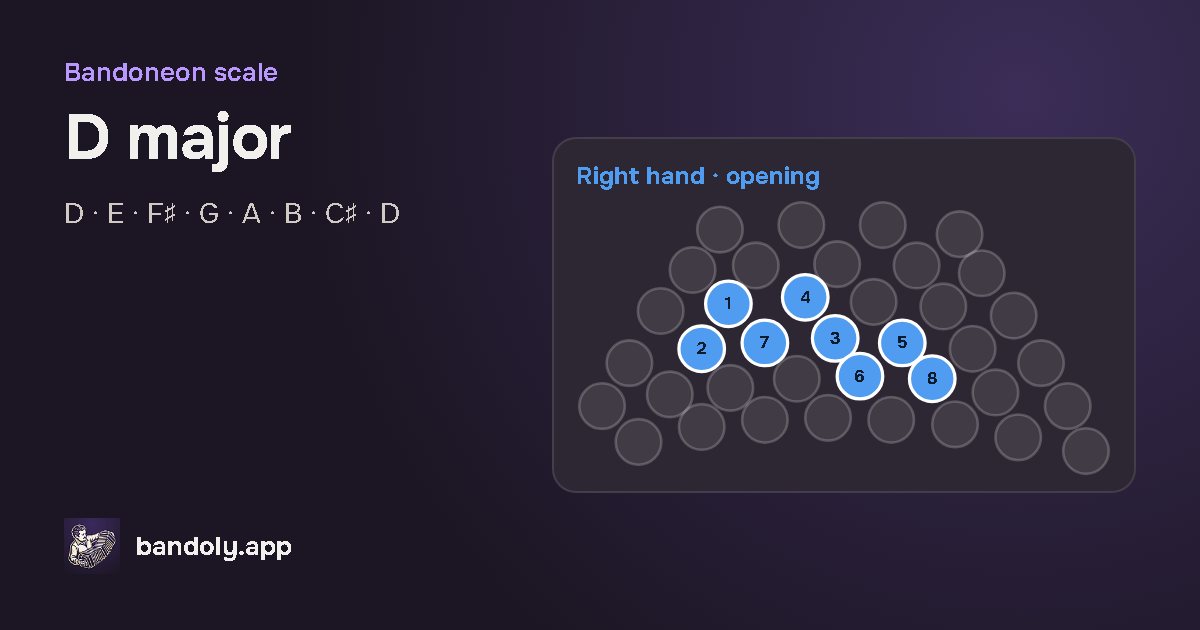 Bandoneon scale
D major
D · E · F♯ · G · A · B · C♯ · D
Right hand · opening
1
4
2
7
3
5
6
8
bandoly.app